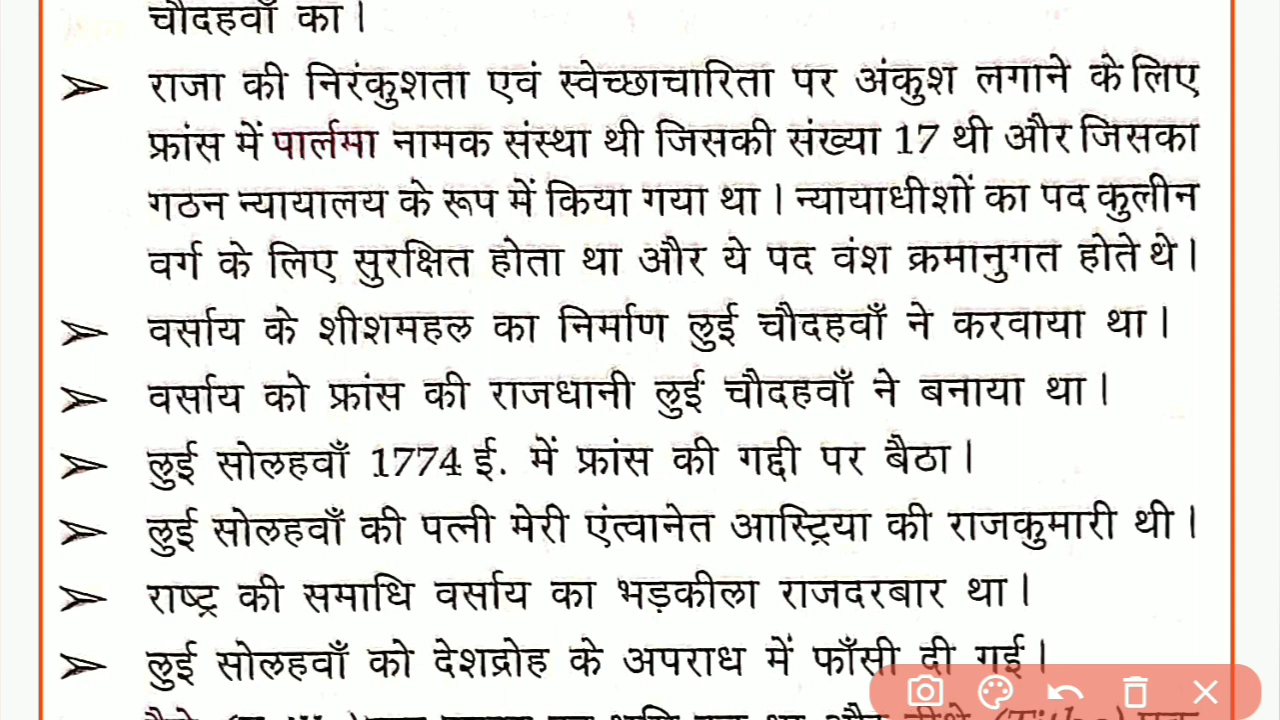 चौदहवाँ का।
➢ राजा की निरंकुशता एवं स्वेच्छाचारिता पर अंकुश लगाने के लिए
फ्रांस में पार्लमा नामक संस्था थी जिसकी संख्या 17 थी और जिसका
गठन न्यायालय के रूप में किया गया था। न्यायाधीशों का पद कुलीन
वर्ग के लिए सुरक्षित होता था और ये पद वंश क्रमानुगत होते थे।
➢ वर्साय के शीशमहल का निर्माण लुई चौदहवाँ ने करवाया था।
➢ वर्साय को फ्रांस की राजधानी लुई चौदहवाँ ने बनाया था।
➢ लुई सोलहवाँ 1774 ई. में फ्रांस की गद्दी पर बैठा।
➢ लुई सोलहवाँ की पत्नी मेरी एंत्वानेत आस्ट्रिया की राजकुमारी थी।
➢ राष्ट्र की समाधि वर्साय का भड़कीला राजदरबार था।
➢ लुई सोलहवाँ को देशद्रोह के अपराध में फाँसी दी गई।